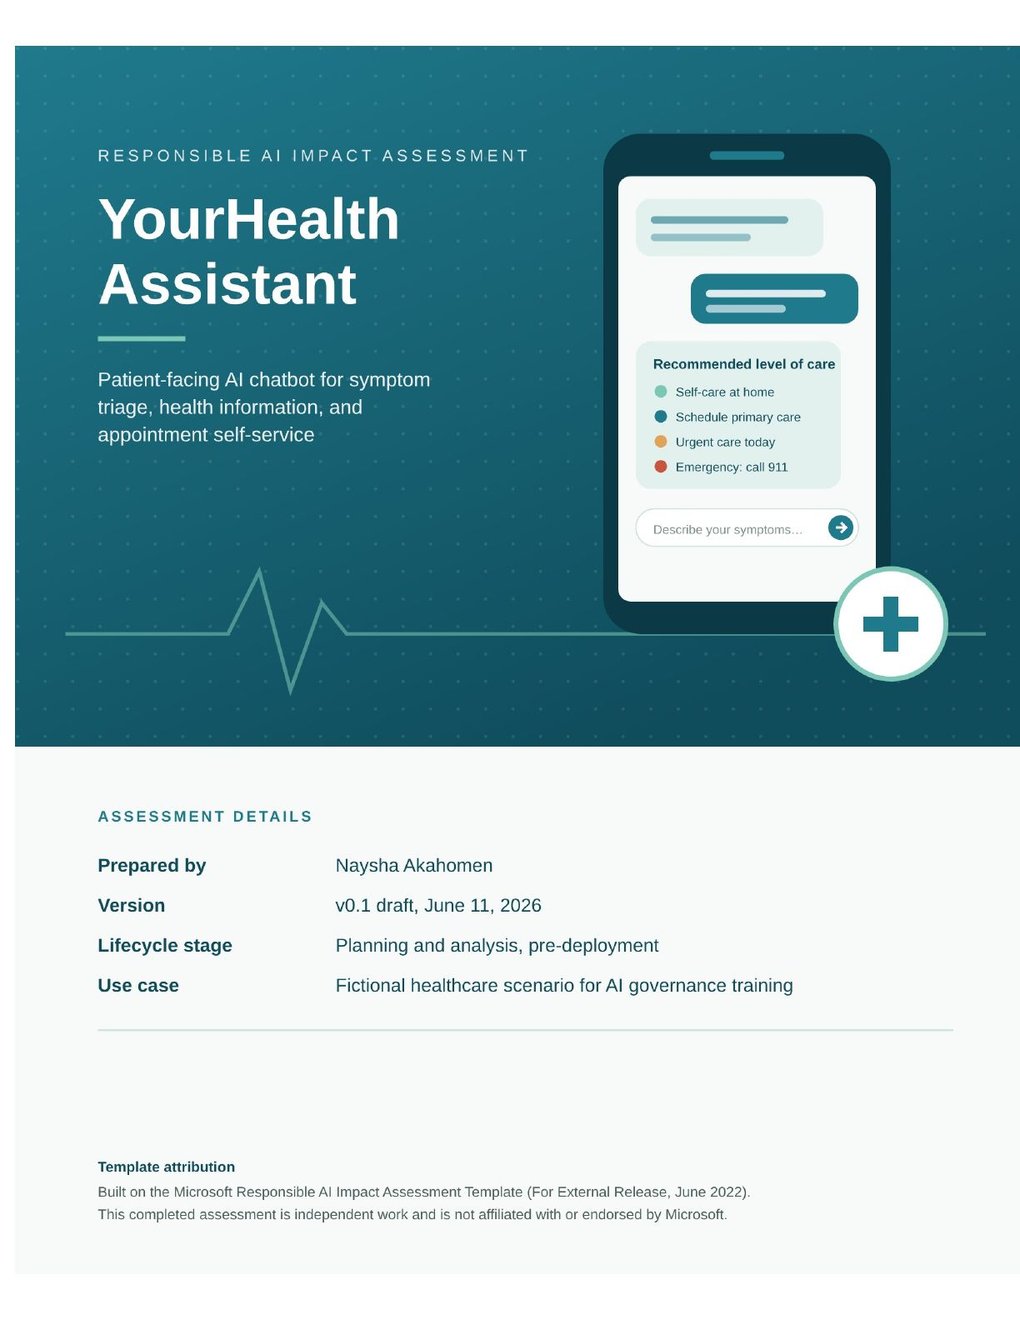 RESPONSIBLE AI IMPACT ASSESSMENT
YourHealth
Assistant
Patient-facing AI chatbot for symptom
triage, health information, and
appointment self-service
Recommended level of care
Self-care at home
Schedule primary care
Urgent care today
Emergency: call 911
Describe your symptoms...
ASSESSMENT DETAILS
Prepared by Naysha Akahomen
Version v0.1 draft, June 11, 2026
Lifecycle stage Planning and analysis, pre-deployment
Use case Fictional healthcare scenario for AI governance training
Template attribution
Built on the Microsoft Responsible AI Impact Assessment Template (For External Release, June 2022).
This completed assessment is independent work and is not affiliated with or endorsed by Microsoft.